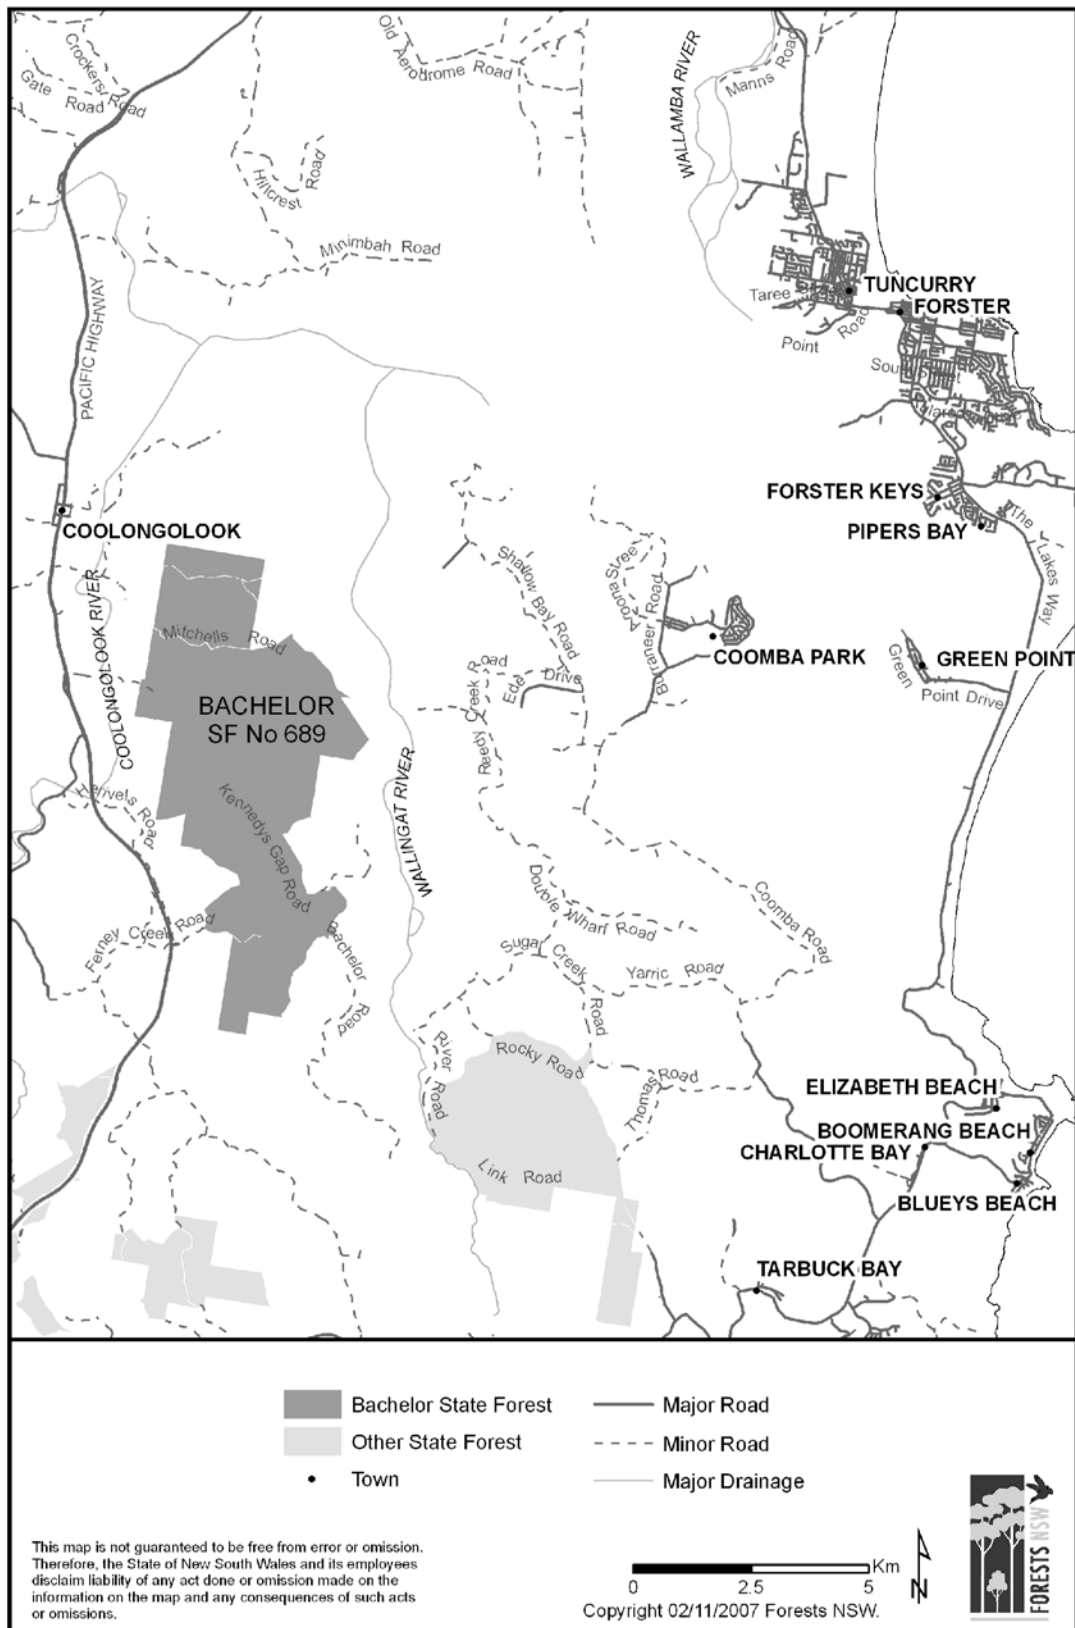 Crockers Road
Gate Road
Old Aerodrome Road
WALLAMBA RIVER
Manns Road
Hillcrest Road
Minimbah Road
PACIFIC HIGHWAY
TUNCURRY
FORSTER
Taree
Point Road
South Street
FORSTER KEYS
PIPERS BAY
The Lakes Way
COOLONGOLOOK
COOLONGOLOOK RIVER
Mitchells Road
BACHELOR
SF No 689
Shallow Bay Road
Aroona Stree
Burraneer Road
COOMBA PARK
GREEN POINT
Green Point Drive
Reedy Creek Road
Ede Drive
WALLINGAT RIVER
Kennedys Gap Road
Ferney Creek Road
Bachelor Road
Double Wharf Road
Coomba Road
Sugar Creek Road
Yarric Road
River Road
Rocky Road
Thomas Road
Link Road
ELIZABETH BEACH
BOOMERANG BEACH
CHARLOTTE BAY
BLUEYS BEACH
TARBUCK BAY
Bachelor State Forest
Other State Forest
Town
Major Road
Minor Road
Major Drainage
This map is not guaranteed to be free from error or omission.
Therefore, the State of New South Wales and its employees
disclaim liability of any act done or omission made on the
information on the map and any consequences of such acts
or omissions.
Km
0 2.5 5
N
Copyright 02/11/2007 Forests NSW.
FORESTS NSW